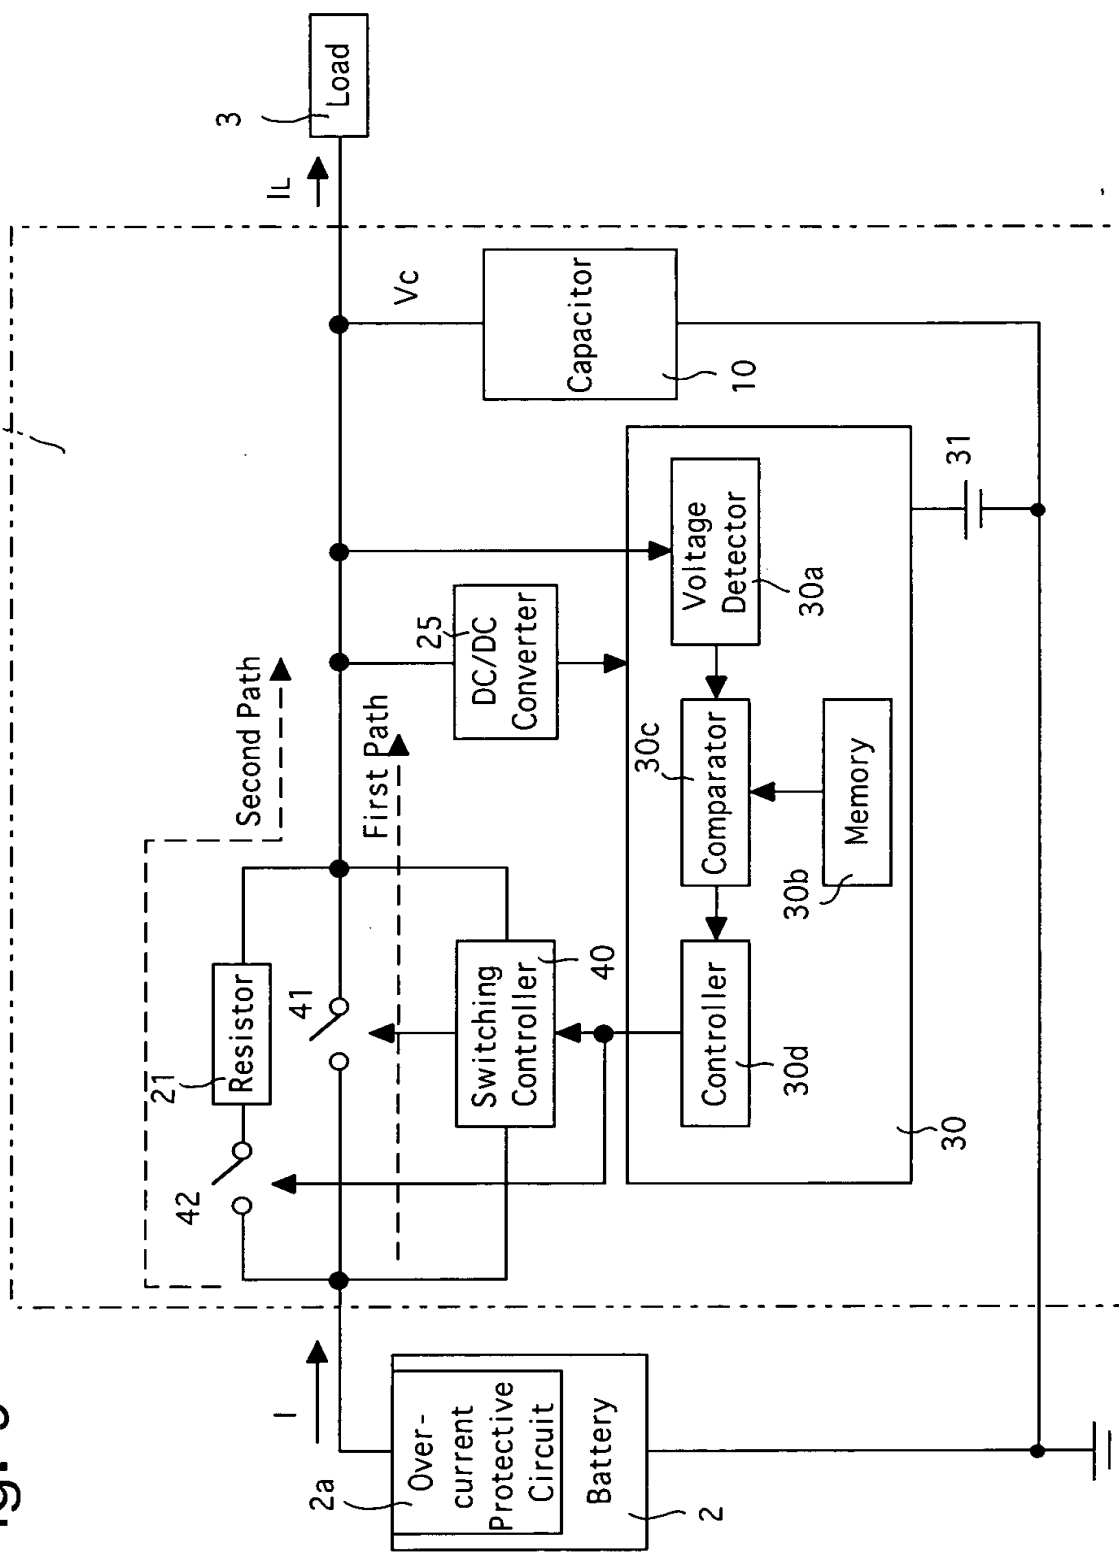 3
Load
IL
Second Path
First Path
Vc
Capacitor
10
25
DC/DC
Converter
21
Resistor
41
42
Switching
Controller
40
Voltage
Detector
30a
30c
Comparator
30b
Memory
Controller
30d
30
31
I
2a
Over-
current
Protective
Circuit
Battery
2